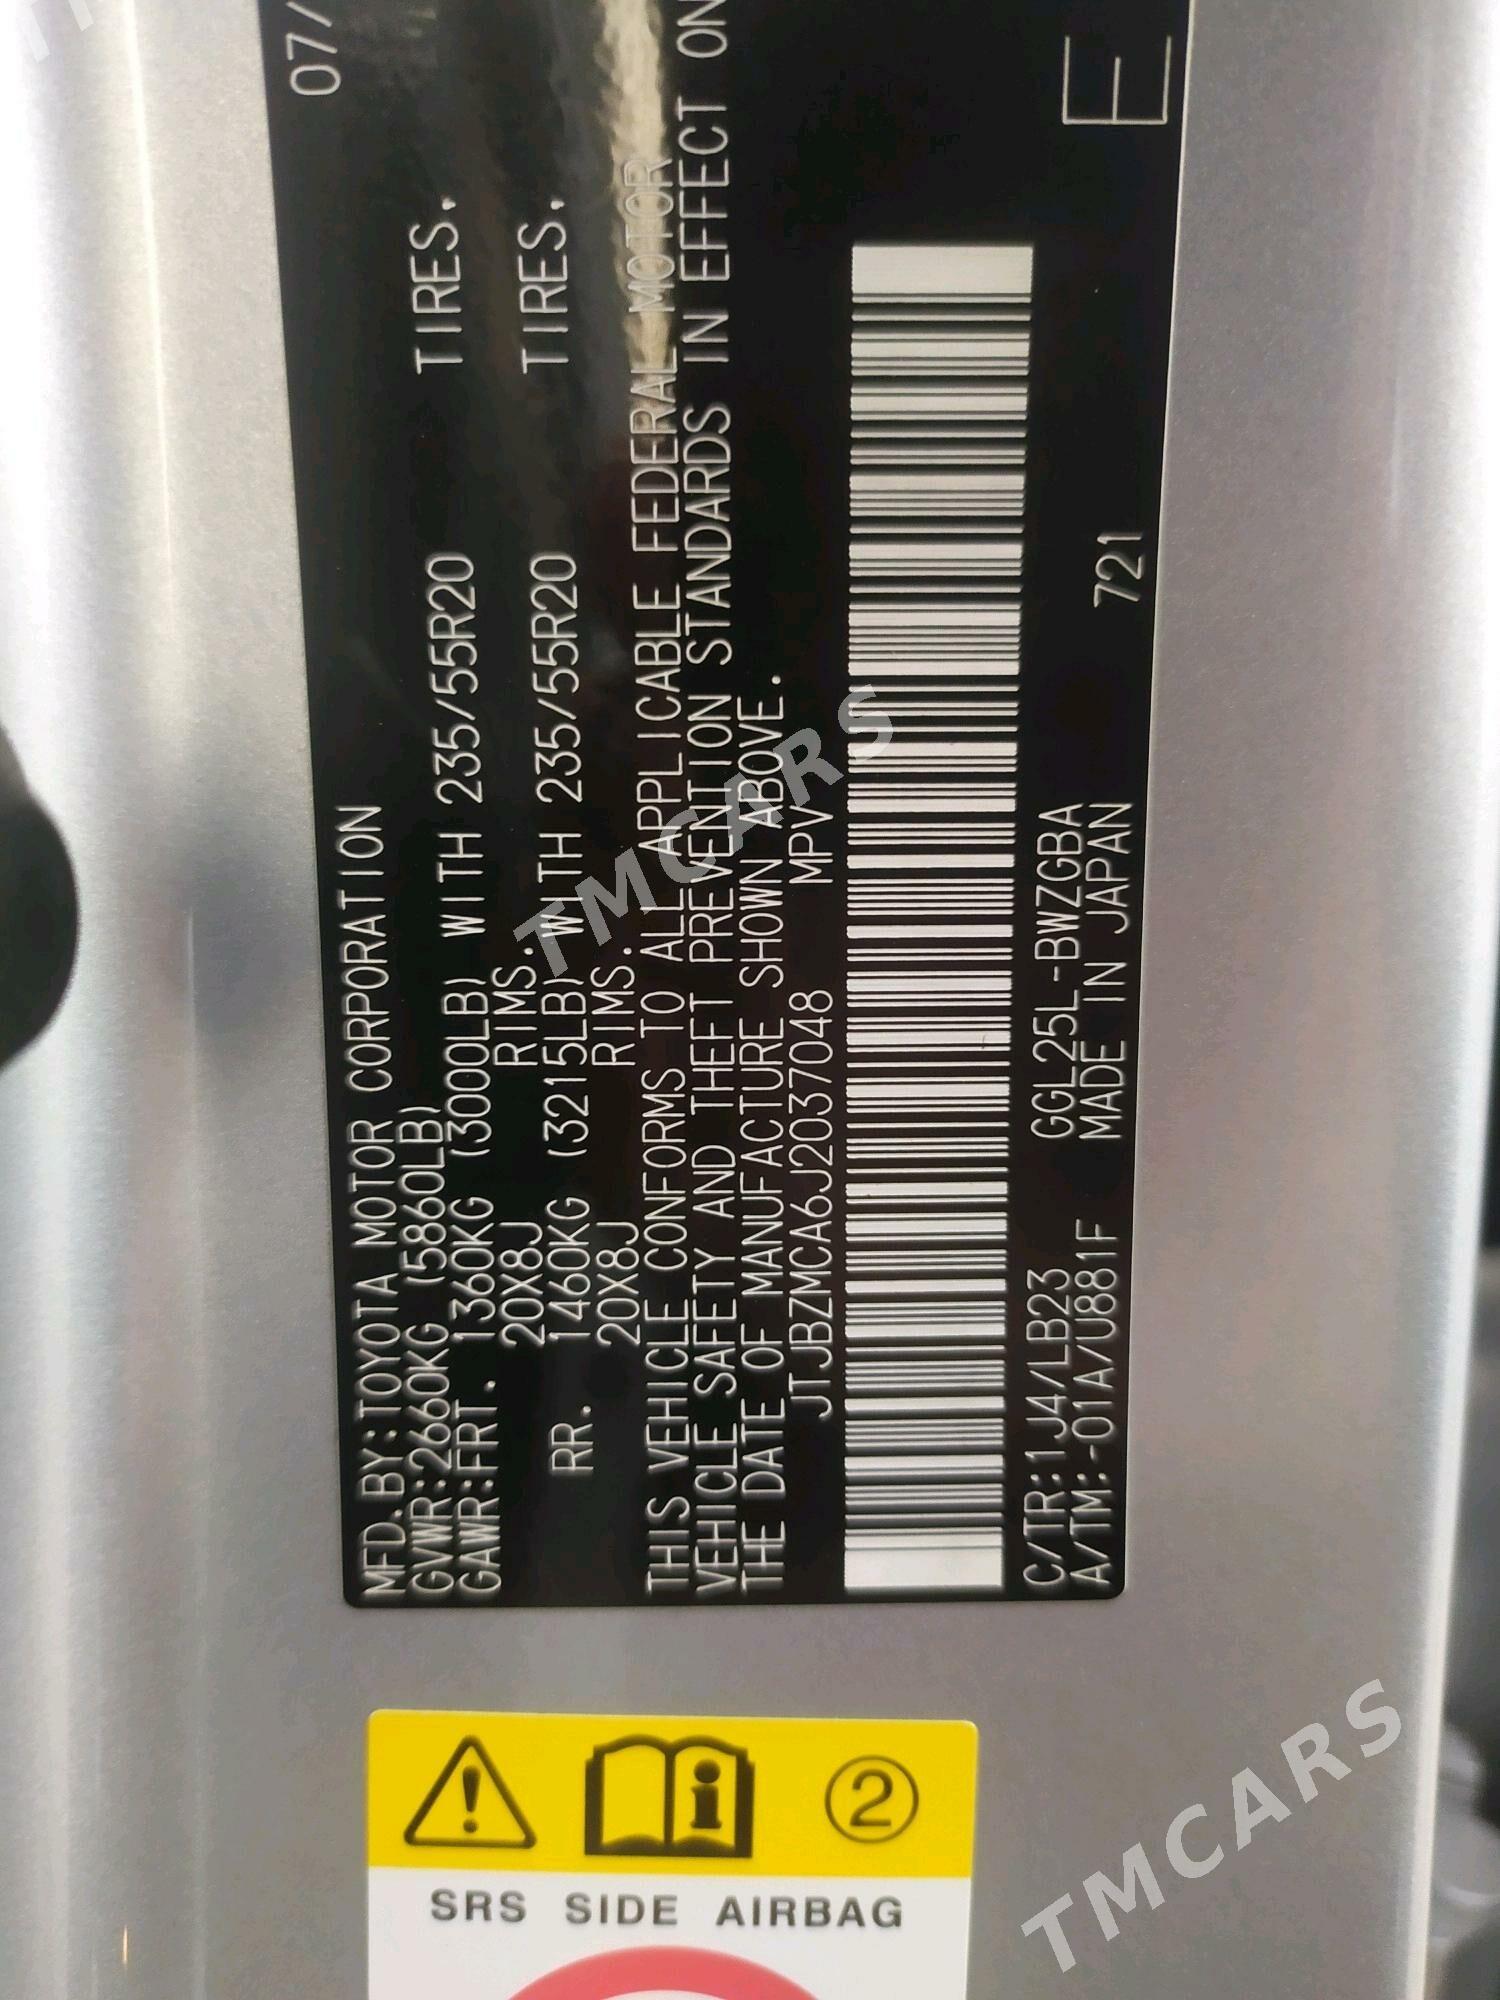 07/
MFD.BY:TOYOTA MOTOR CORPORATION
GVWR:2660KG (5860LB)
GAWR:FRT. 1360KG (3000LB) WITH 235/55R20 TIRES.
20X8J RIMS.
RR. 1460KG (3215LB) WITH 235/55R20 TIRES.
20X8J RIMS.
THIS VEHICLE CONFORMS TO ALL APPLICABLE FEDERAL MOTOR
VEHICLE SAFETY AND THEFT PREVENTION STANDARDS IN EFFECT ON
THE DATE OF MANUFACTURE SHOWN ABOVE.
JTJBZMCA6J2037048 MPV
C/TR:1J4/LB23 GGL25L-BWZGBA
A/TM:-01A/U881F MADE IN JAPAN 721
E
2
SRS SIDE AIRBAG
TMCARS
TMCARS